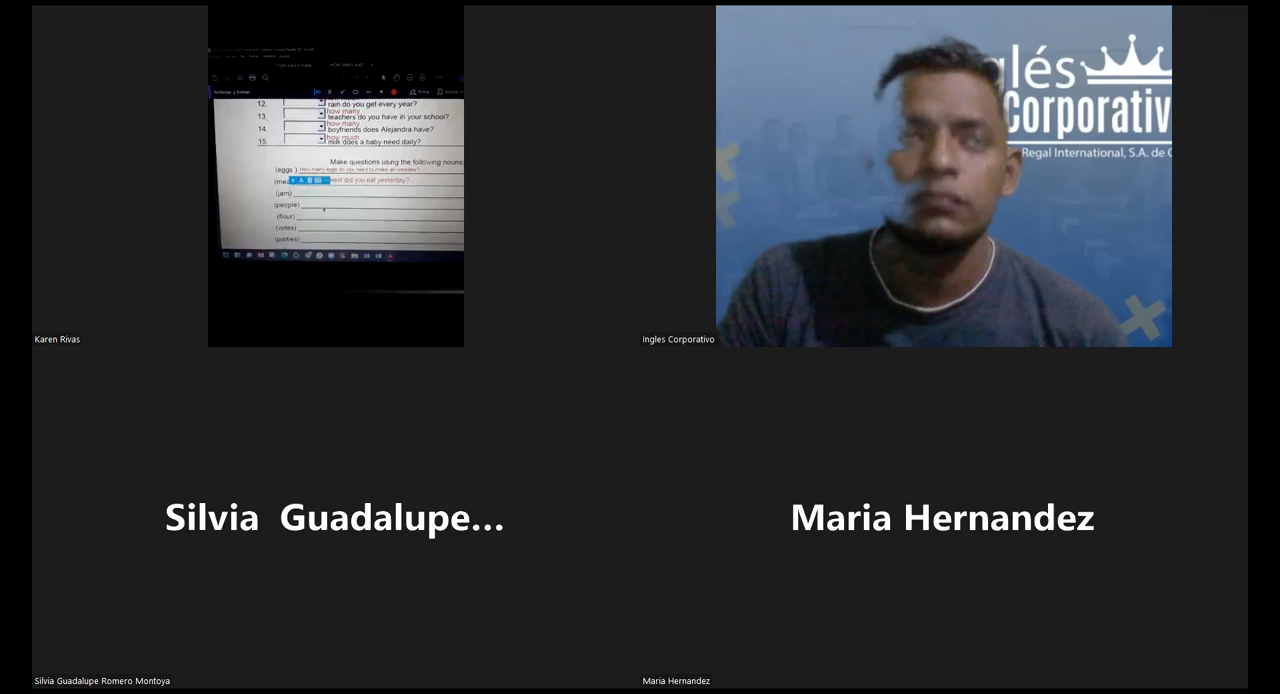 12.
rain do you get every year?
how many
13.
teachers do you have in your school?
how many
14
boyfriends does Alejandra have?
how much
15.
milk does a baby need daily?
Make questions using the following nouns
(eggs ) How many eggs do you need to make an omelete?
did you eat yesterday?
(jam)
(people)
(flour)
(votes)
(parties)
Karen Rivas
glés
Corporativ
Regal International, S.A. de C
Ingles Corporativo
Silvia Guadalupe...
Maria Hernandez
Silvia Guadalupe Romero Montoya
Maria Hernandez